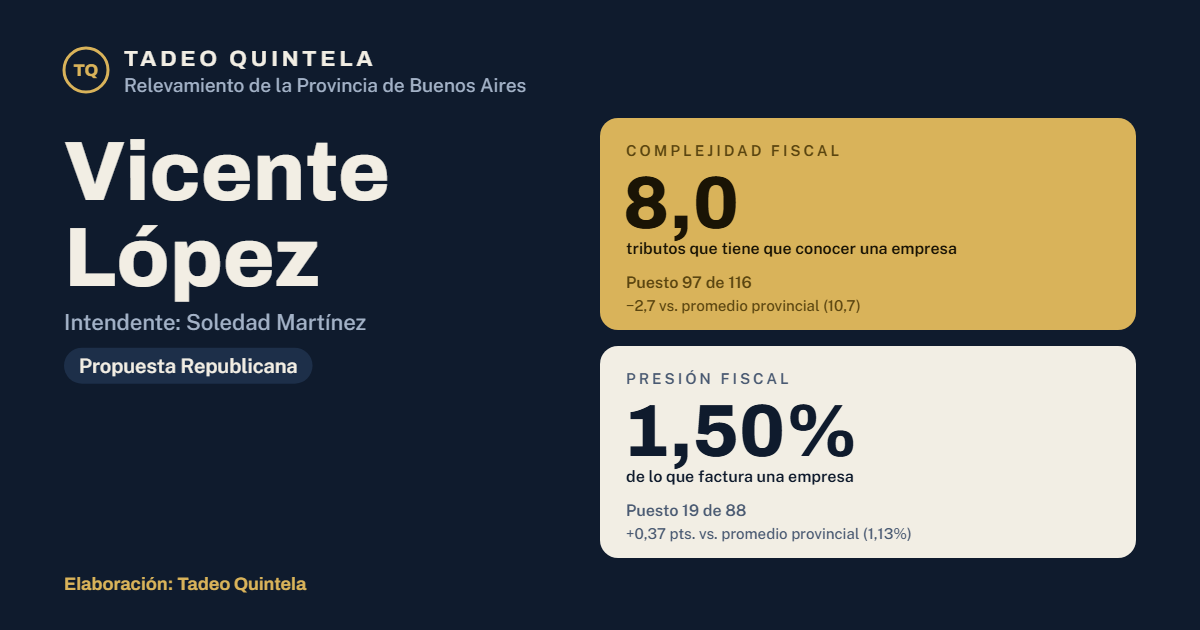 TQ
TADEO QUINTELA
Relevamiento de la Provincia de Buenos Aires
Vicente
López
Intendente: Soledad Martínez
Propuesta Republicana
COMPLEJIDAD FISCAL
8,0
tributos que tiene que conocer una empresa
Puesto 97 de 116
−2,7 vs. promedio provincial (10,7)
PRESIÓN FISCAL
1,50%
de lo que factura una empresa
Puesto 19 de 88
+0,37 pts. vs. promedio provincial (1,13%)
Elaboración: Tadeo Quintela